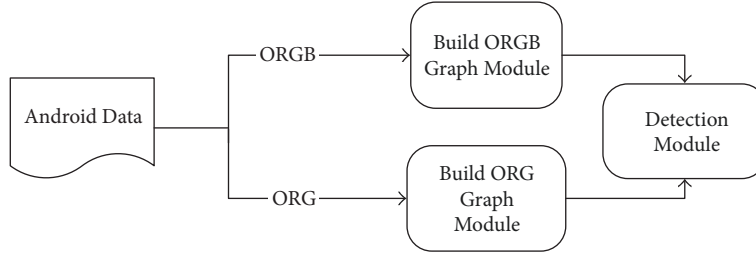 Android Data
ORGB
Build ORGB
Graph Module
ORG
Build ORG
Graph
Module
Detection
Module